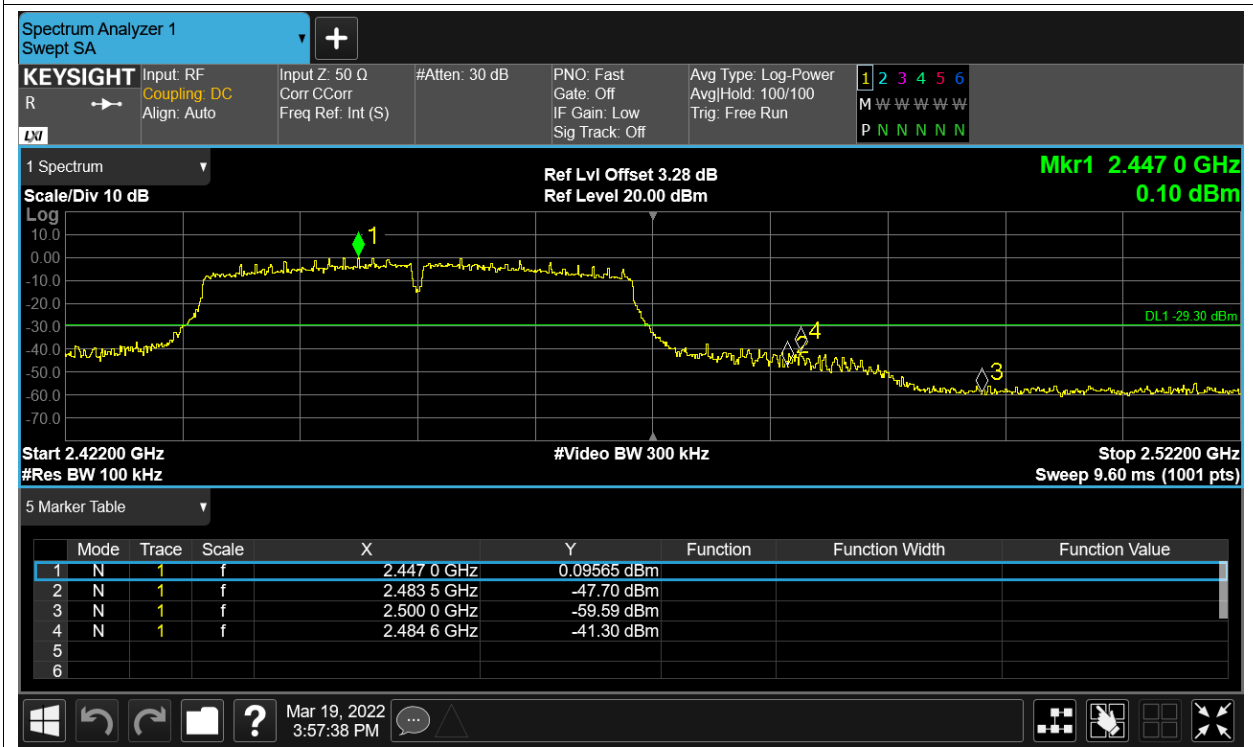 Spectrum Analyzer 1
Swept SA
+
KEYSIGHT
R
LXI
Input: RF
Coupling: DC
Align: Auto
Input Z: 50 Ω
Corr CCorr
Freq Ref: Int (S)
#Atten: 30 dB
PNO: Fast
Gate: Off
IF Gain: Low
Sig Track: Off
Avg Type: Log-Power
Avg|Hold: 100/100
Trig: Free Run
1 2 3 4 5 6
M W W W W W
P N N N N N
1 Spectrum
Scale/Div 10 dB
Ref Lvl Offset 3.28 dB
Ref Level 20.00 dBm
Mkr1 2.447 0 GHz
0.10 dBm
Log
10.0
0.00
-10.0
-20.0
-30.0
-40.0
-50.0
-60.0
-70.0
1
DL1 -29.30 dBm
4
2
3
Start 2.42200 GHz
#Video BW 300 kHz
Stop 2.52200 GHz
#Res BW 100 kHz
Sweep 9.60 ms (1001 pts)
5 Marker Table
Mode Trace Scale X Y Function Function Width Function Value
1 N 1 f 2.447 0 GHz 0.09565 dBm
2 N 1 f 2.483 5 GHz -47.70 dBm
3 N 1 f 2.500 0 GHz -59.59 dBm
4 N 1 f 2.484 6 GHz -41.30 dBm
5
6
?
Mar 19, 2022
3:57:38 PM